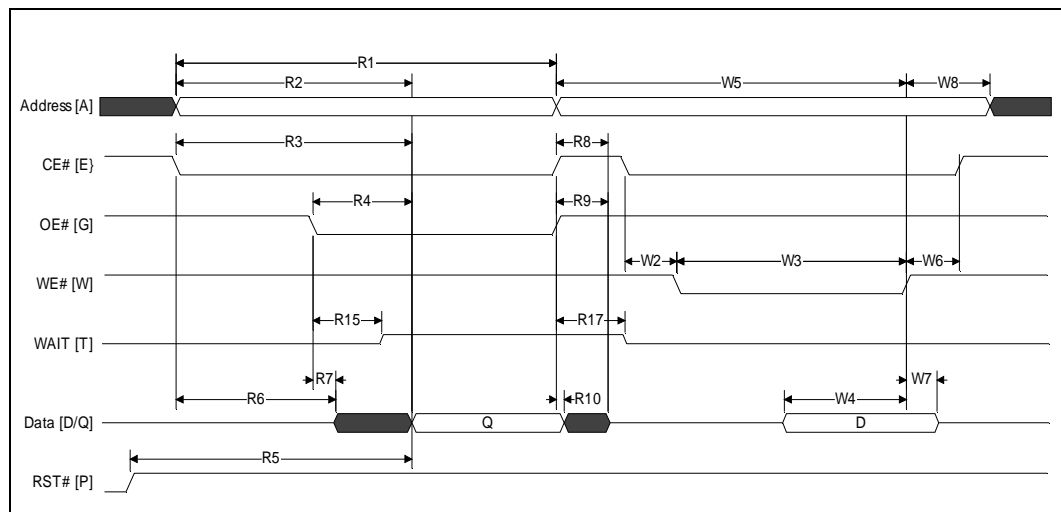 R1
R2 W5 W8
Address [A]
R3 R8
CE# [E}
R4 R9
OE# [G]
W2 W3 W6
WE# [W]
R15 R17
WAIT [T]
R7 W7
R6 R10 W4
Data [D/Q] Q D
R5
RST# [P]